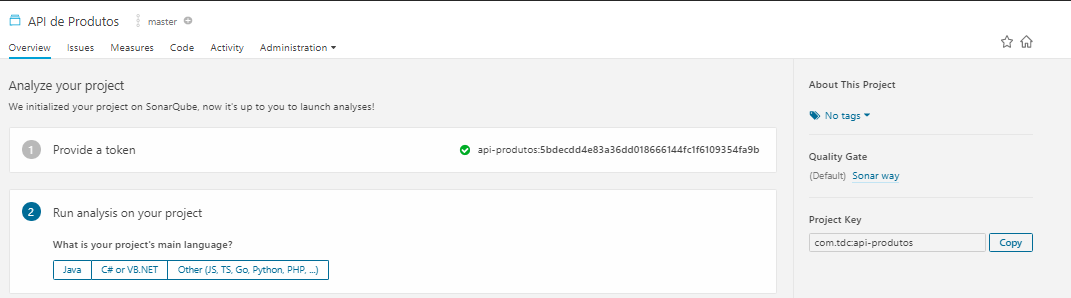 API de Produtos master
Overview Issues Measures Code Activity Administration
Analyze your project
We initialized your project on SonarQube, now it's up to you to launch analyses!
1 Provide a token api-produtos:5bdecdd4e83a36dd018666144fc1f6109354fa9b
2 Run analysis on your project
What is your project's main language?
Java C# or VB.NET Other (JS, TS, Go, Python, PHP, ...)
About This Project
No tags
Quality Gate
(Default) Sonar way
Project Key
com.tdc:api-produtos Copy